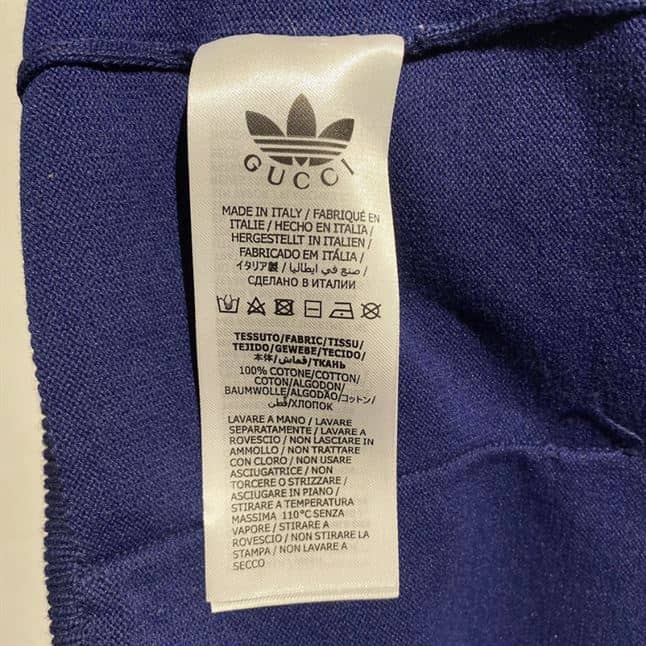 GUCCI
MADE IN ITALY / FABRIQUÉ EN
ITALIE / HECHO EN ITALIA /
HERGESTELLT IN ITALIEN /
FABRICADO EM ITÁLIA /
イタリア製 / صنع في ايطاليا /
СДЕЛАНО В ИТАЛИИ
TESSUTO/FABRIC/TISSU/
TEJIDO/GEWEBE/TECIDO/
本体/قماش/ТКАНЬ
100% COTONE/COTTON/
COTON/ALGODON/
BAUMWOLLE/ALGODÃO/コットン/
قطن/ХЛОПОК
LAVARE A MANO / LAVARE
SEPARATAMENTE / LAVARE A
ROVESCIO / NON LASCIARE IN
AMMOLLO / NON TRATTARE
CON CLORO / NON USARE
ASCIUGATRICE / NON
TORCERE O STRIZZARE /
ASCIUGARE IN PIANO /
STIRARE A TEMPERATURA
MASSIMA 110°C SENZA
VAPORE / STIRARE A
ROVESCIO / NON STIRARE LA
STAMPA / NON LAVARE A
SECCO